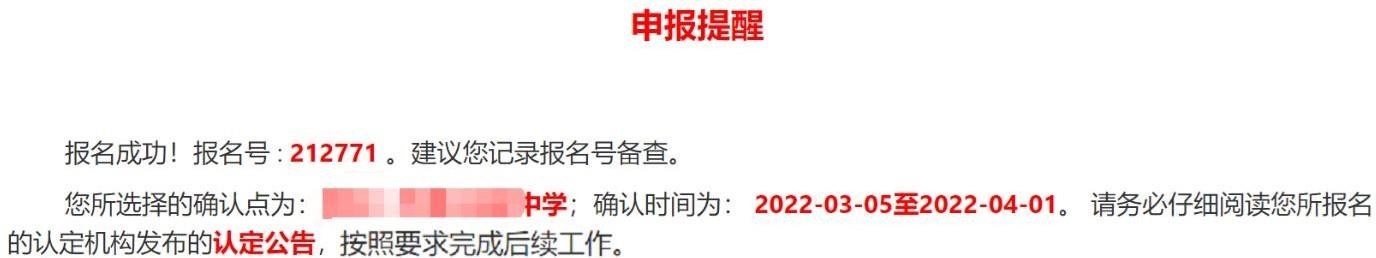 申报提醒
报名成功！报名号：212771 。建议您记录报名号备查。
您所选择的确认点为：中学；确认时间为： 2022-03-05至2022-04-01。 请务必仔细阅读您所报名
的认定机构发布的认定公告，按照要求完成后续工作。